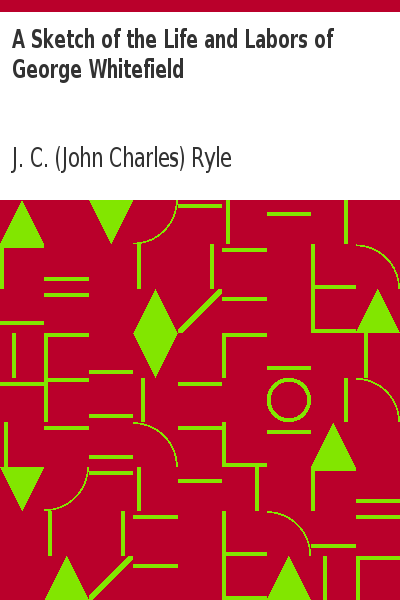 A Sketch of the Life and Labors of
George Whitefield
J. C. (John Charles) Ryle